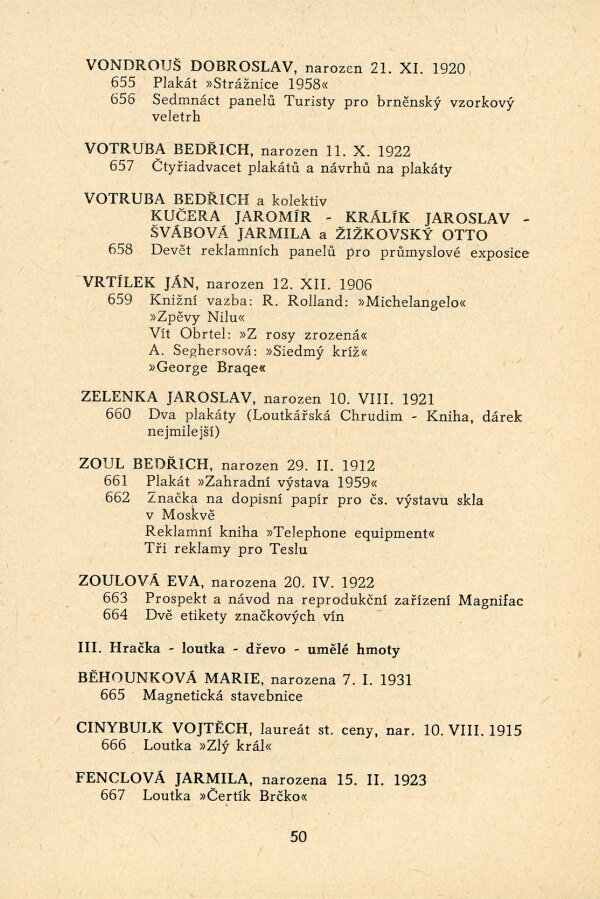 VONDROUŠ DOBROSLAV, narozen 21. XI. 1920
655 Plakát »Strážnice 1958«
656 Sedmnáct panelů Turisty pro brněnský vzorkový
veletrh
VOTRUBA BEDŘICH, narozen 11. X. 1922
657 Čtyřiadvacet plakátů a návrhů na plakáty
VOTRUBA BEDŘICH a kolektiv
KUČERA JAROMÍR - KRÁLÍK JAROSLAV -
ŠVÁBOVÁ JARMILA a ŽIŽKOVSKÝ OTTO
658 Devět reklamních panelů pro průmyslové exposice
VRTÍLEK JÁN, narozen 12. XII. 1906
659 Knižní vazba: R. Rolland: »Michelangelo«
»Zpěvy Nilu«
Vít Obrtel: »Z rosy zrozená«
A. Seghersová: »Siedmý kríž«
»George Braqe«
ZELENKA JAROSLAV, narozen 10. VIII. 1921
660 Dva plakáty (Loutkářská Chrudim - Kniha, dárek
nejmilejší)
ZOUL BEDŘICH, narozen 29. II. 1912
661 Plakát »Zahradní výstava 1959«
662 Značka na dopisní papír pro čs. výstavu skla
v Moskvě
Reklamní kniha »Telephone equipment«
Tři reklamy pro Teslu
ZOULOVÁ EVA, narozena 20. IV. 1922
663 Prospekt a návod na reprodukční zařízení Magnifac
664 Dvě etikety značkových vín
III. Hračka - loutka - dřevo - umělé hmoty
BĚHOUNKOVÁ MARIE, narozena 7. I. 1931
665 Magnetická stavebnice
CINYBULK VOJTĚCH, laureát st. ceny, nar. 10. VIII. 1915
666 Loutka »Zlý král«
FENCLOVÁ JARMILA, narozena 15. II. 1923
667 Loutka »Čertík Brčko«
50